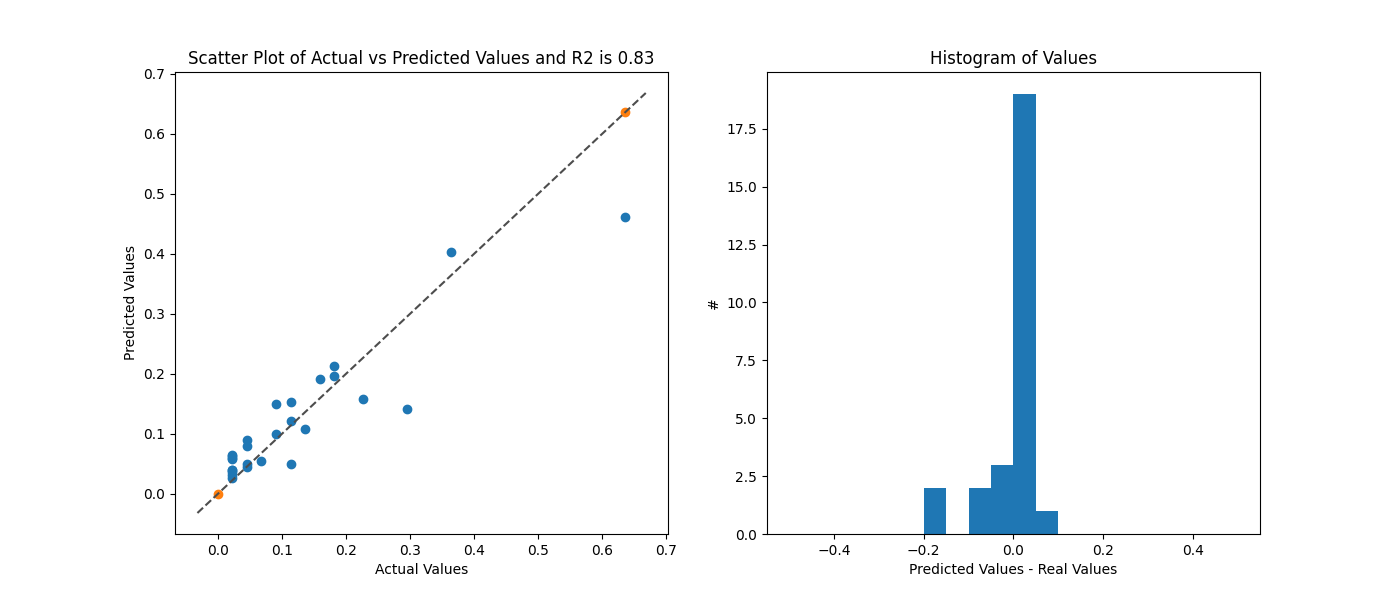 Scatter Plot of Actual vs Predicted Values and R2 is 0.83
0.7
0.6
0.5
0.4
0.3
0.2
0.1
0.0
Predicted Values
0.0 0.1 0.2 0.3 0.4 0.5 0.6 0.7
Actual Values
Histogram of Values
17.5
15.0
12.5
10.0
7.5
5.0
2.5
0.0
#
−0.4 −0.2 0.0 0.2 0.4
Predicted Values - Real Values